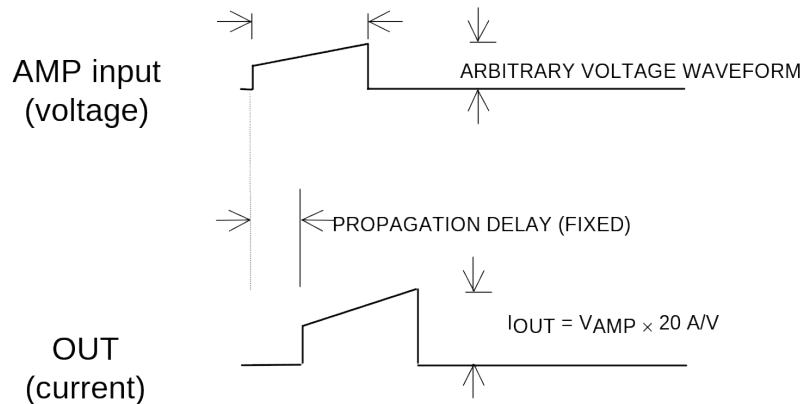 AMP input
(voltage)
ARBITRARY VOLTAGE WAVEFORM
PROPAGATION DELAY (FIXED)
IOUT = VAMP × 20 A/V
OUT
(current)